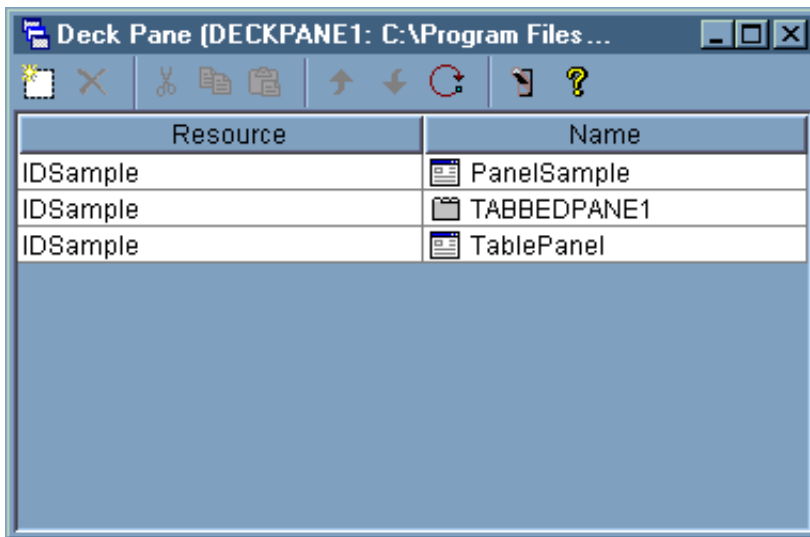 Deck Pane (DECKPANE1: C:\Program Files...
Resource Name
IDSample PanelSample
IDSample TABBEDPANE1
IDSample TablePanel